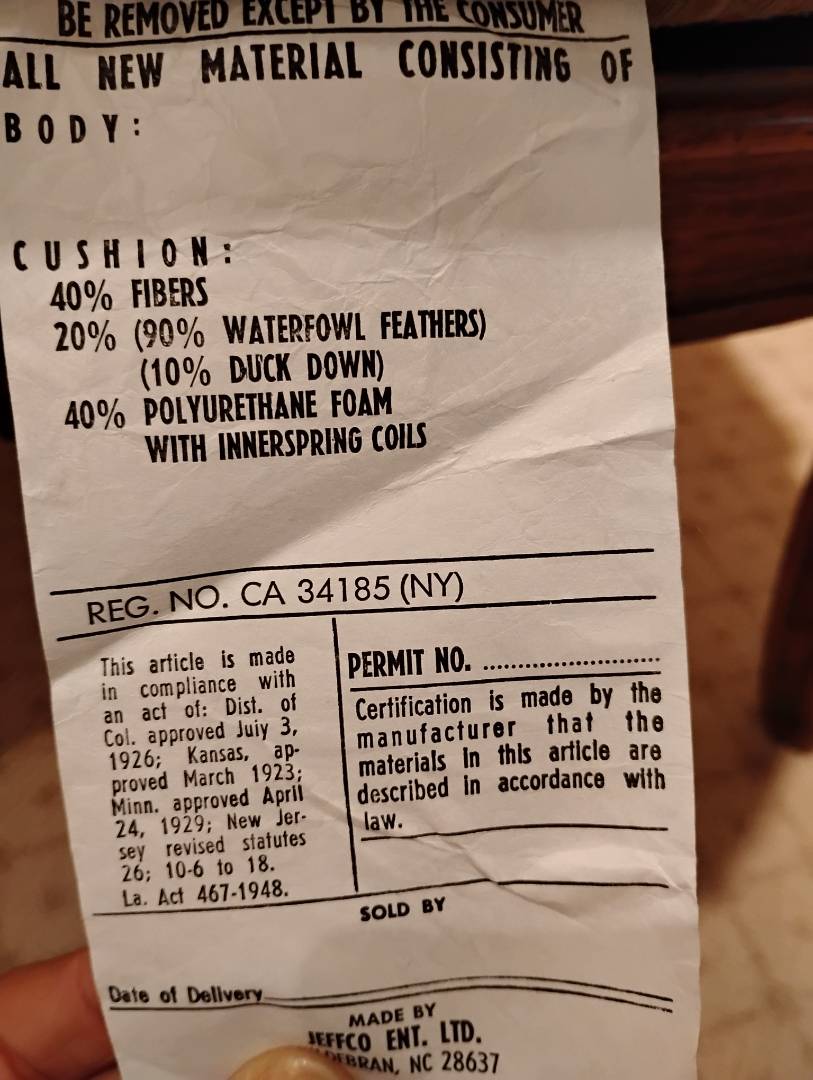 BE REMOVED EXCEPT BY THE CONSUMER
ALL NEW MATERIAL CONSISTING OF
BODY:
CUSHION:
40% FIBERS
20% (90% WATERFOWL FEATHERS)
(10% DUCK DOWN)
40% POLYURETHANE FOAM
WITH INNERSPRING COILS
REG. NO. CA 34185 (NY)
This article is made
in compliance with
an act of: Dist. of
Col. approved Juiy 3,
1926; Kansas, ap-
proved March 1923;
Minn. approved April
24, 1929; New Jer-
sey revised statutes
26; 10-6 to 18.
La. Act 467-1948.
PERMIT NO. ............................
Certification is made by the
manufacturer that the
materials in this article are
described in accordance with
law.
SOLD BY
Date of Delivery
MADE BY
JEFFCO ENT. LTD.
NC 28637